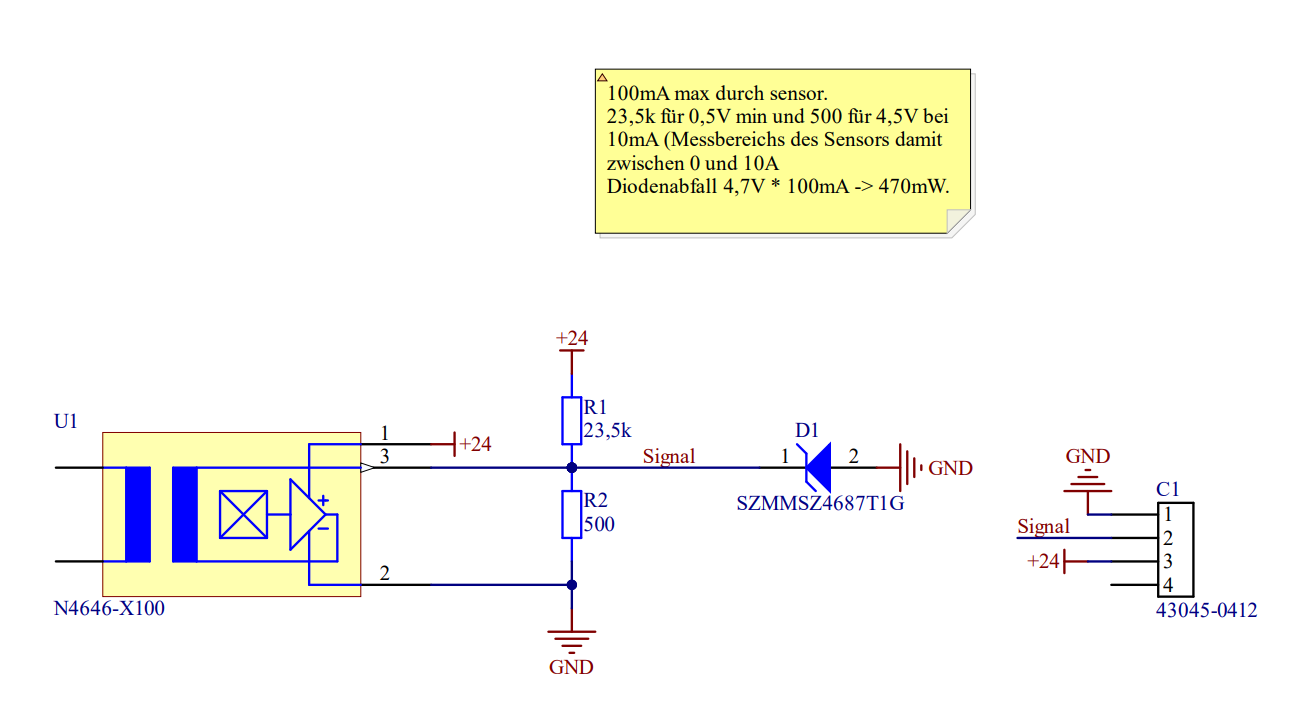 100mA max durch sensor.
23,5k für 0,5V min und 500 für 4,5V bei
10mA (Messbereichs des Sensors damit
zwischen 0 und 10A
Diodenabfall 4,7V * 100mA -> 470mW.
+24
R1
23,5k
U1
1
+24
3
Signal
D1
1
2
GND
SZMMSZ4687T1G
R2
500
2
N4646-X100
GND
GND
C1
1
Signal
2
+24
3
4
43045-0412